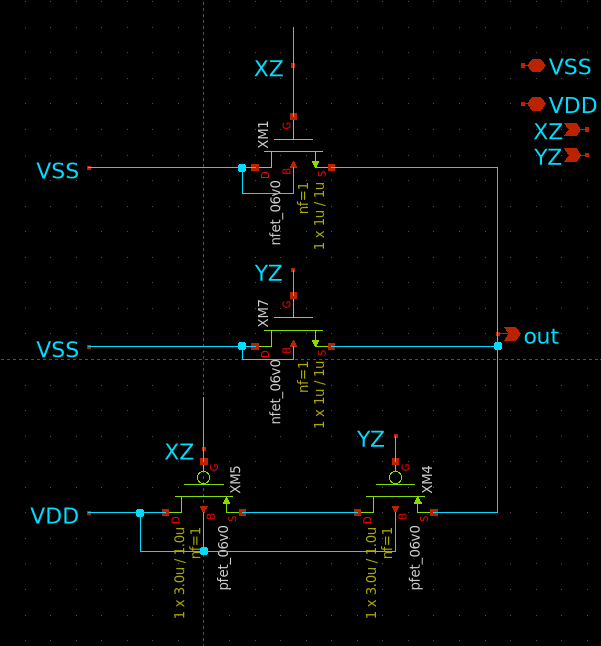 XZ
VSS
VDD
XZ
YZ
G
XM1
VSS
D
B
S
nfet_06v0
nf=1
1 x 1u / 1u
YZ
G
XM7
VSS
D
B
S
nfet_06v0
nf=1
1 x 1u / 1u
out
XZ
G
XM5
YZ
G
XM4
VDD
D
B
S
1 x 3.0u / 1.0u
nf=1
pfet_06v0
D
B
S
1 x 3.0u / 1.0u
nf=1
pfet_06v0